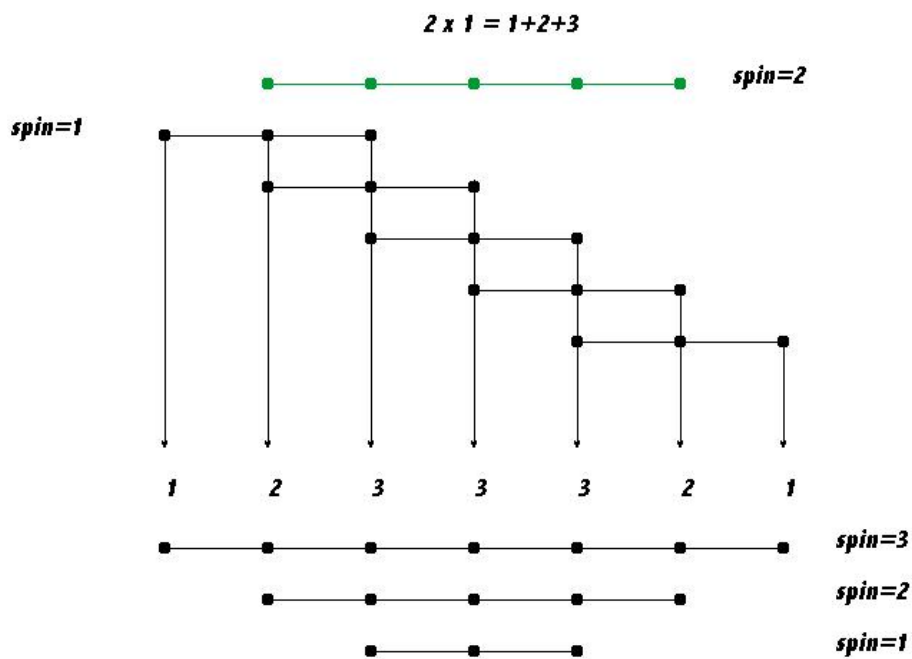 2 x 1 = 1+2+3
spin=2
spin=1
1 2 3 3 3 2 1
spin=3
spin=2
spin=1